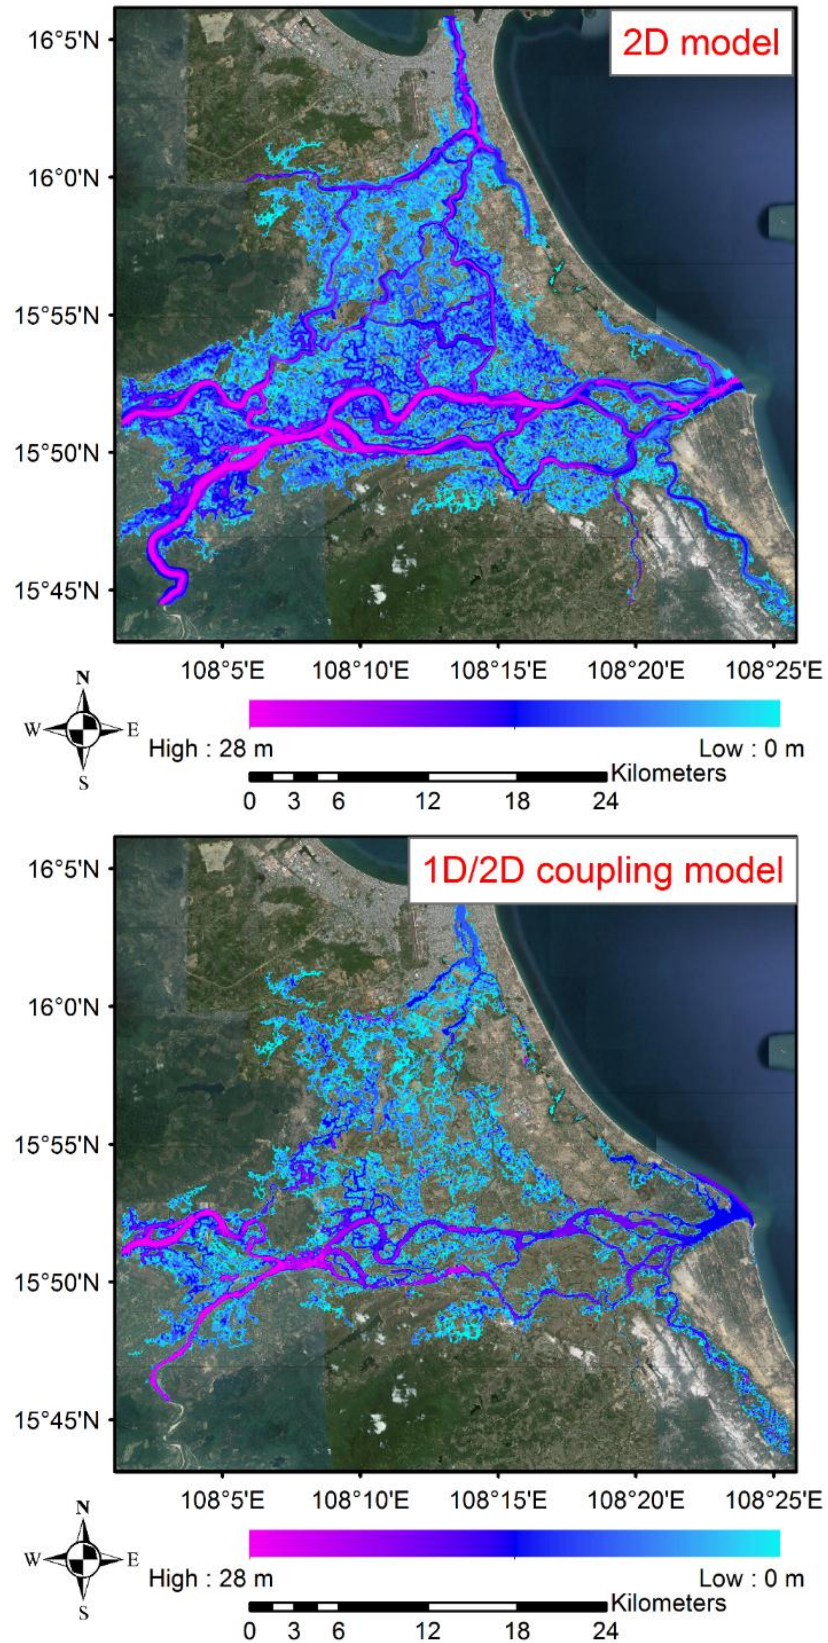 2D model
16°5'N
16°0'N
15°55'N
15°50'N
15°45'N
108°5'E 108°10'E 108°15'E 108°20'E 108°25'E
N
W E
S
High : 28 m Low : 0 m
Kilometers
0 3 6 12 18 24
1D/2D coupling model
16°5'N
16°0'N
15°55'N
15°50'N
15°45'N
108°5'E 108°10'E 108°15'E 108°20'E 108°25'E
N
W E
S
High : 28 m Low : 0 m
Kilometers
0 3 6 12 18 24